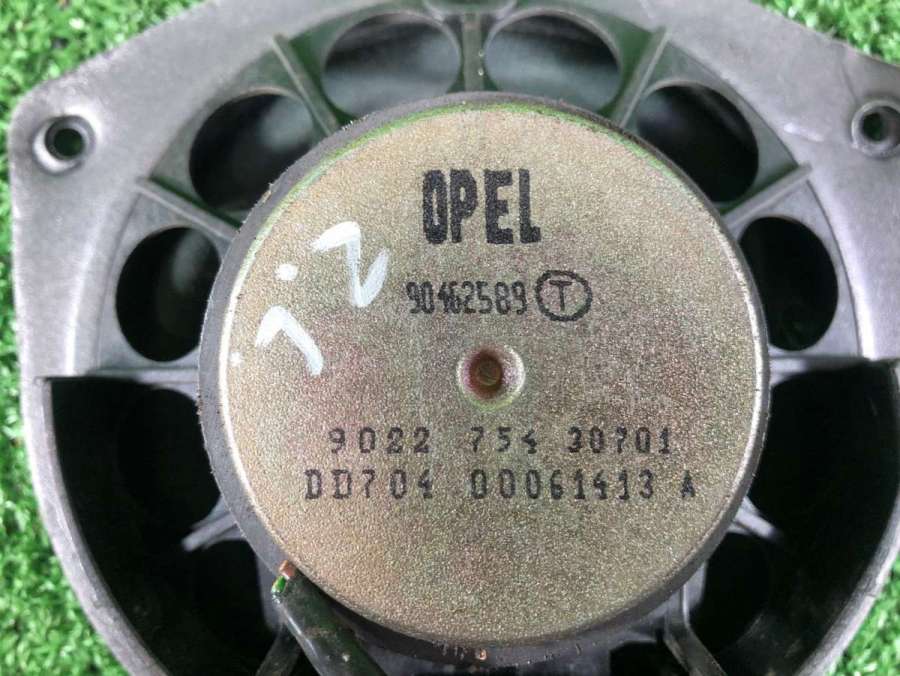 OPEL
90462589 T
9022 754 30701
DD704 00061413 A